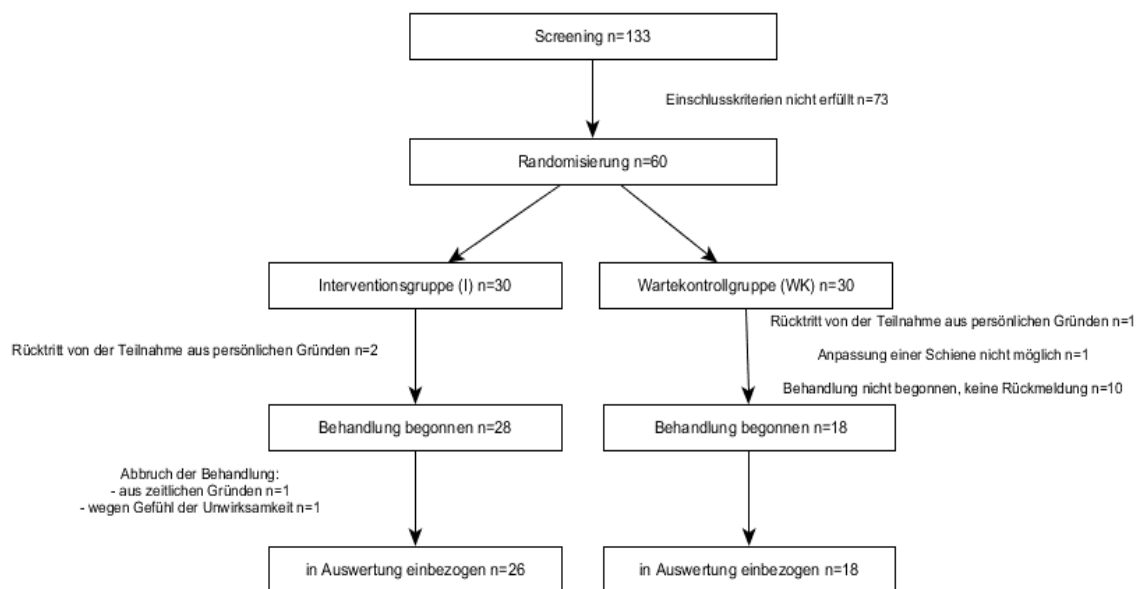 Screening n=133
Einschlusskriterien nicht erfüllt n=73
Randomisierung n=60
Interventionsgruppe (I) n=30
Wartekontrollgruppe (WK) n=30
Rücktritt von der Teilnahme aus persönlichen Gründen n=2
Rücktritt von der Teilnahme aus persönlichen Gründen n=1
Anpassung einer Schiene nicht möglich n=1
Behandlung nicht begonnen, keine Rückmeldung n=10
Behandlung begonnen n=28
Behandlung begonnen n=18
Abbruch der Behandlung:
- aus zeitlichen Gründen n=1
- wegen Gefühl der Unwirksamkeit n=1
in Auswertung einbezogen n=26
in Auswertung einbezogen n=18